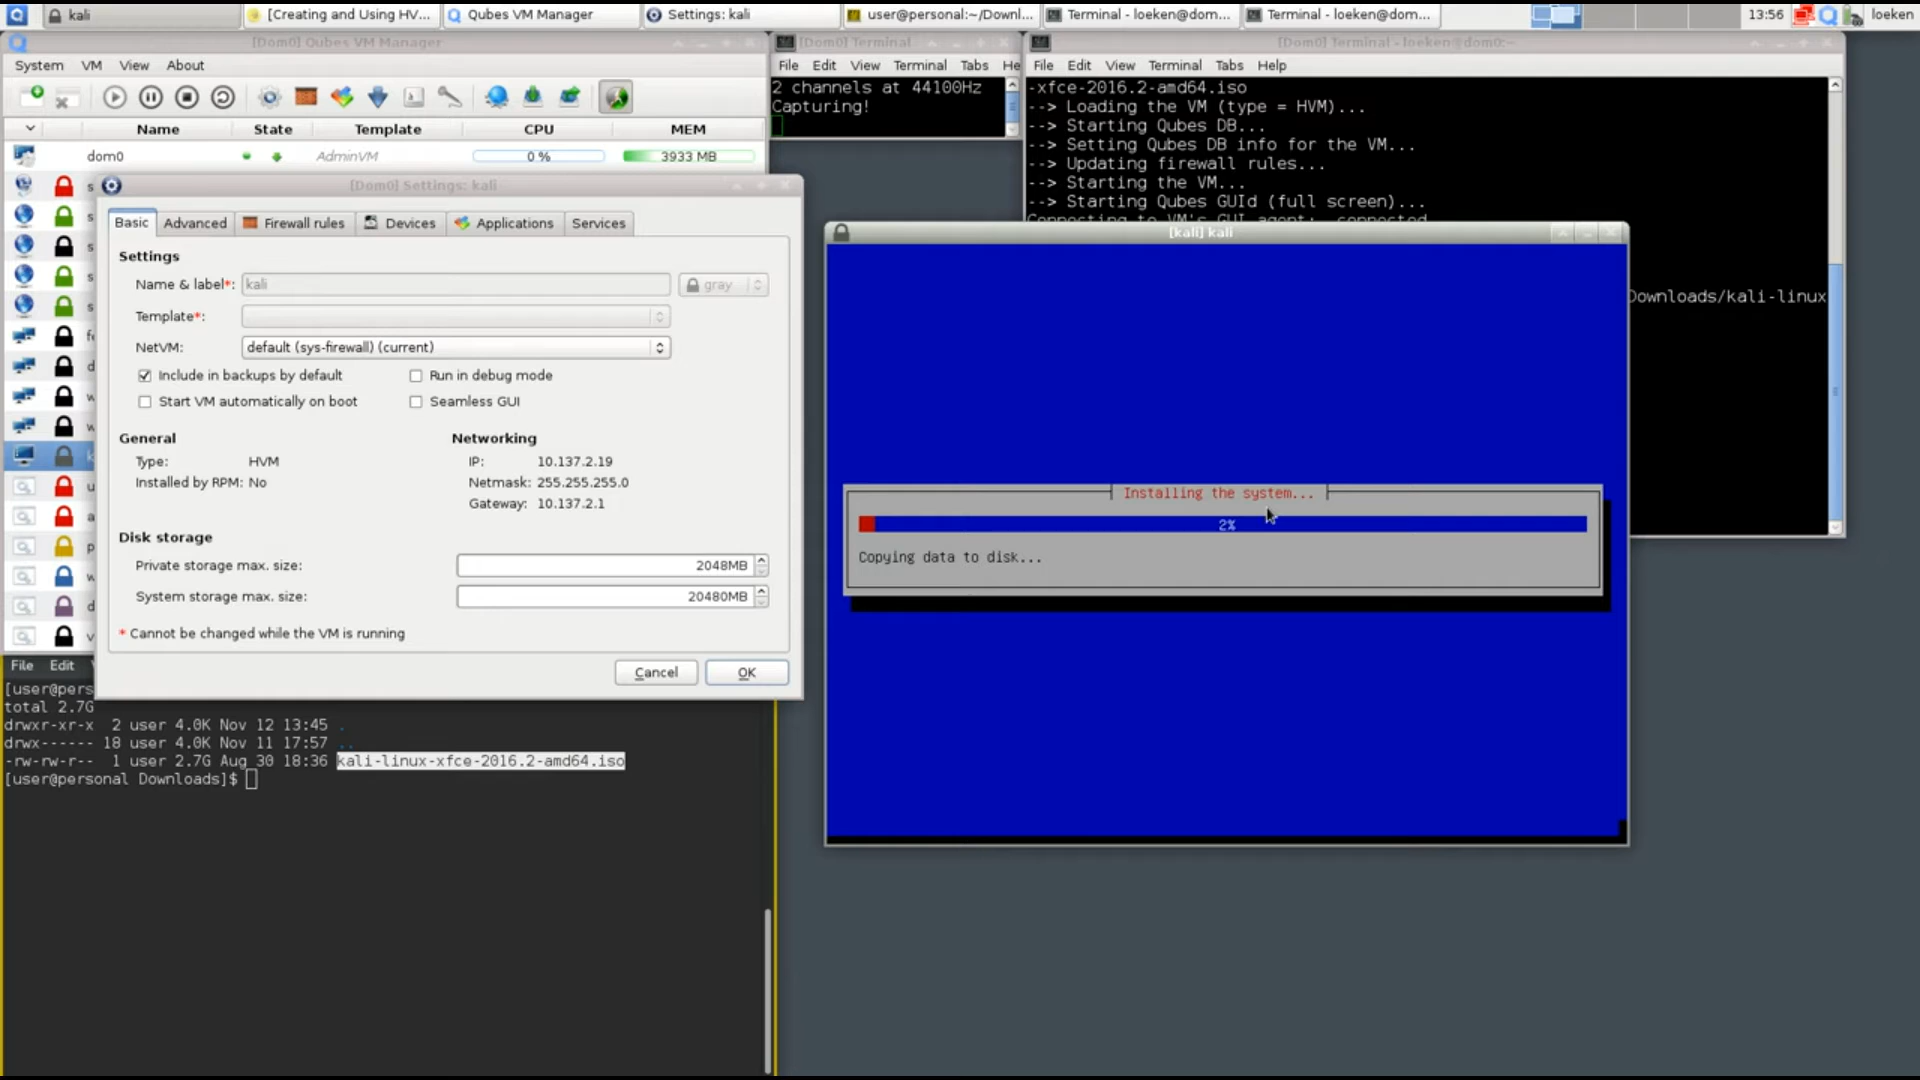 kali
[Creating and Using HV...
Qubes VM Manager
Settings: kali
user@personal:~/Downl...
Terminal - loeken@dom...
Terminal - loeken@dom...
13:56
loeken
[Dom0] Qubes VM Manager
System VM View About
Name State Template CPU MEM
dom0 AdminVM 0 % 3933 MB
s
s
s
s
s
f
d
w
w
k
u
a
p
w
d
v
[Dom0] Terminal
File Edit View Terminal Tabs He
2 channels at 44100Hz
Capturing!
[Dom0] Terminal - loeken@dom0:~
File Edit View Terminal Tabs Help
-xfce-2016.2-amd64.iso
--> Loading the VM (type = HVM)...
--> Starting Qubes DB...
--> Setting Qubes DB info for the VM...
--> Updating firewall rules...
--> Starting the VM...
--> Starting Qubes GUId (full screen)...
Connecting to VM's GUI agent: connected
Downloads/kali-linux
[Dom0] Settings: kali
Basic Advanced Firewall rules Devices Applications Services
Settings
Name & label*: kali gray
Template*:
NetVM: default (sys-firewall) (current)
Include in backups by default Run in debug mode
Start VM automatically on boot Seamless GUI
General Networking
Type: HVM IP: 10.137.2.19
Installed by RPM: No Netmask: 255.255.255.0
Gateway: 10.137.2.1
Disk storage
Private storage max. size: 2048MB
System storage max. size: 20480MB
* Cannot be changed while the VM is running
Cancel OK
[kali] kali
Installing the system...
2%
Copying data to disk...
File Edit
[user@pers
total 2.7G
drwxr-xr-x 2 user 4.0K Nov 12 13:45 .
drwx------ 18 user 4.0K Nov 11 17:57 ..
-rw-rw-r-- 1 user 2.7G Aug 30 18:36 kali-linux-xfce-2016.2-amd64.iso
[user@personal Downloads]$